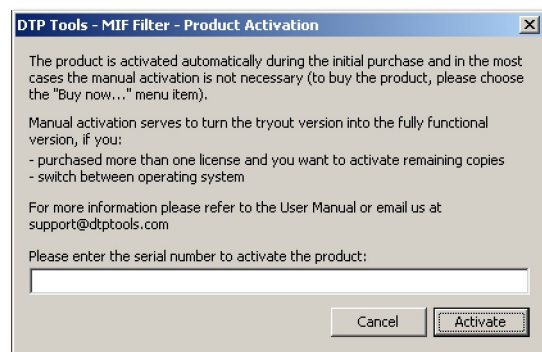 DTP Tools - MIF Filter - Product Activation
The product is activated automatically during the initial purchase and in the most
cases the manual activation is not necessary (to buy the product, please choose
the "Buy now..." menu item).
Manual activation serves to turn the tryout version into the fully functional
version, if you:
- purchased more than one license and you want to activate remaining copies
- switch between operating system
For more information please refer to the User Manual or email us at
support@dtptools.com
Please enter the serial number to activate the product:
Cancel Activate